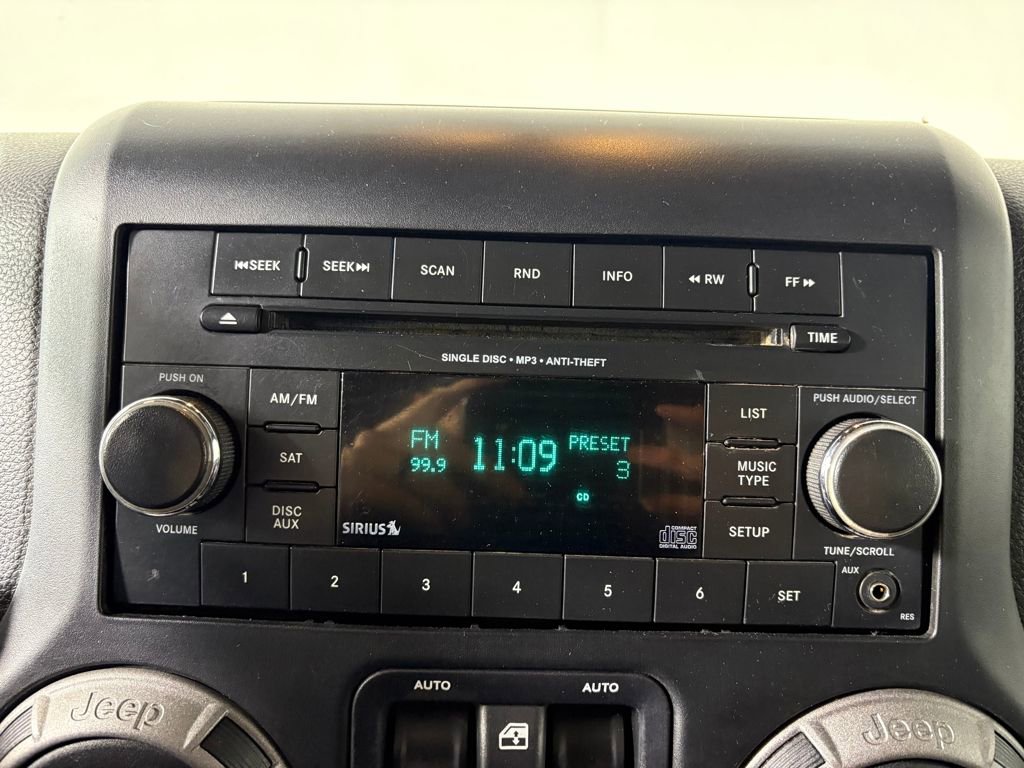 SEEK
SEEK
SCAN
RND
INFO
RW
FF
TIME
SINGLE DISC • MP3 • ANTI-THEFT
PUSH ON
AM/FM
SAT
DISC
AUX
VOLUME
FM
99.9
11:09
PRESET
3
CD
SIRIUS
COMPACT
disc
DIGITAL AUDIO
LIST
MUSIC
TYPE
SETUP
PUSH AUDIO/SELECT
TUNE/SCROLL
AUX
RES
1
2
3
4
5
6
SET
AUTO
AUTO
Jeep
Jeep